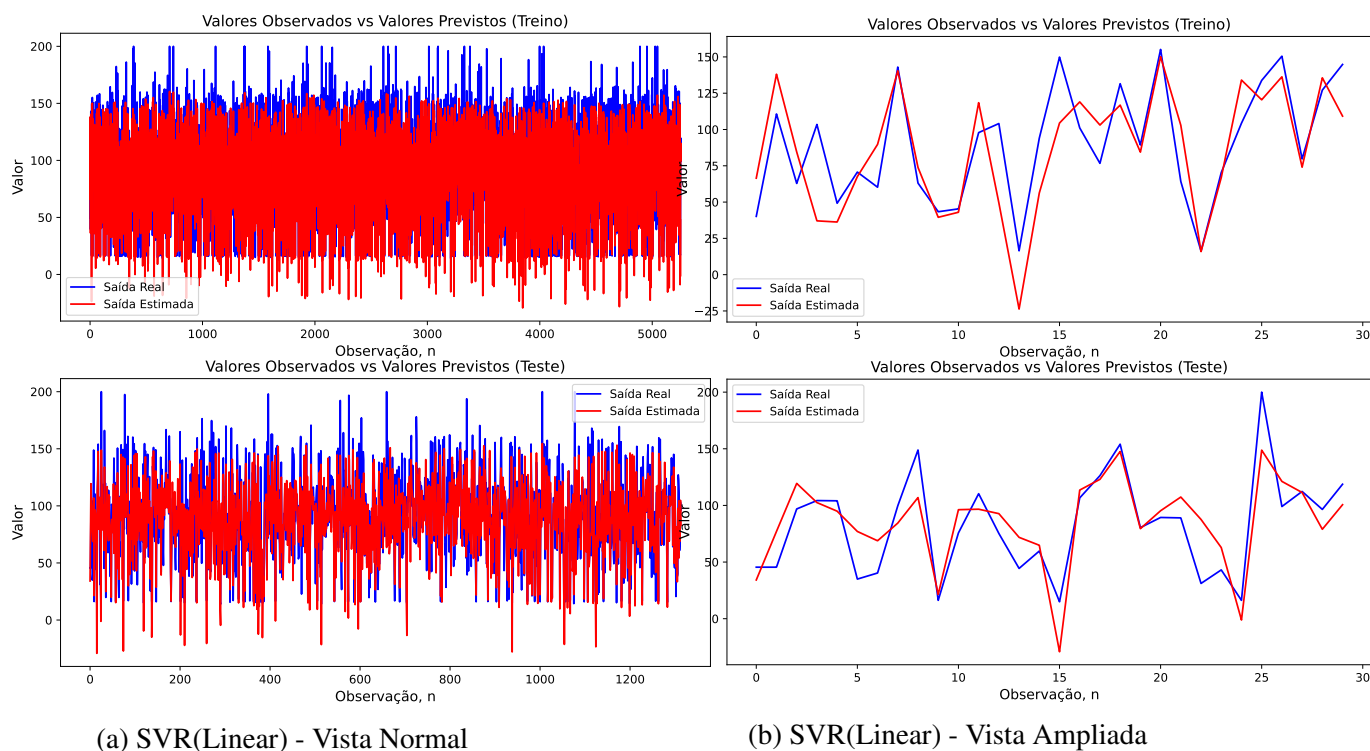 Valores Observados vs Valores Previstos (Treino)
200
150
100
50
0
Valor
Saída Real
Saída Estimada
0
1000
2000
3000
4000
5000
Observação, n
Valores Observados vs Valores Previstos (Treino)
150
125
100
75
50
25
0
−25
Valor
Saída Real
Saída Estimada
0
5
10
15
20
25
30
Observação, n
Valores Observados vs Valores Previstos (Teste)
200
150
100
50
0
Valor
Saída Real
Saída Estimada
0
200
400
600
800
1000
1200
Observação, n
Valores Observados vs Valores Previstos (Teste)
200
150
100
50
0
Valor
Saída Real
Saída Estimada
0
5
10
15
20
25
30
Observação, n
(a) SVR(Linear) - Vista Normal
(b) SVR(Linear) - Vista Ampliada